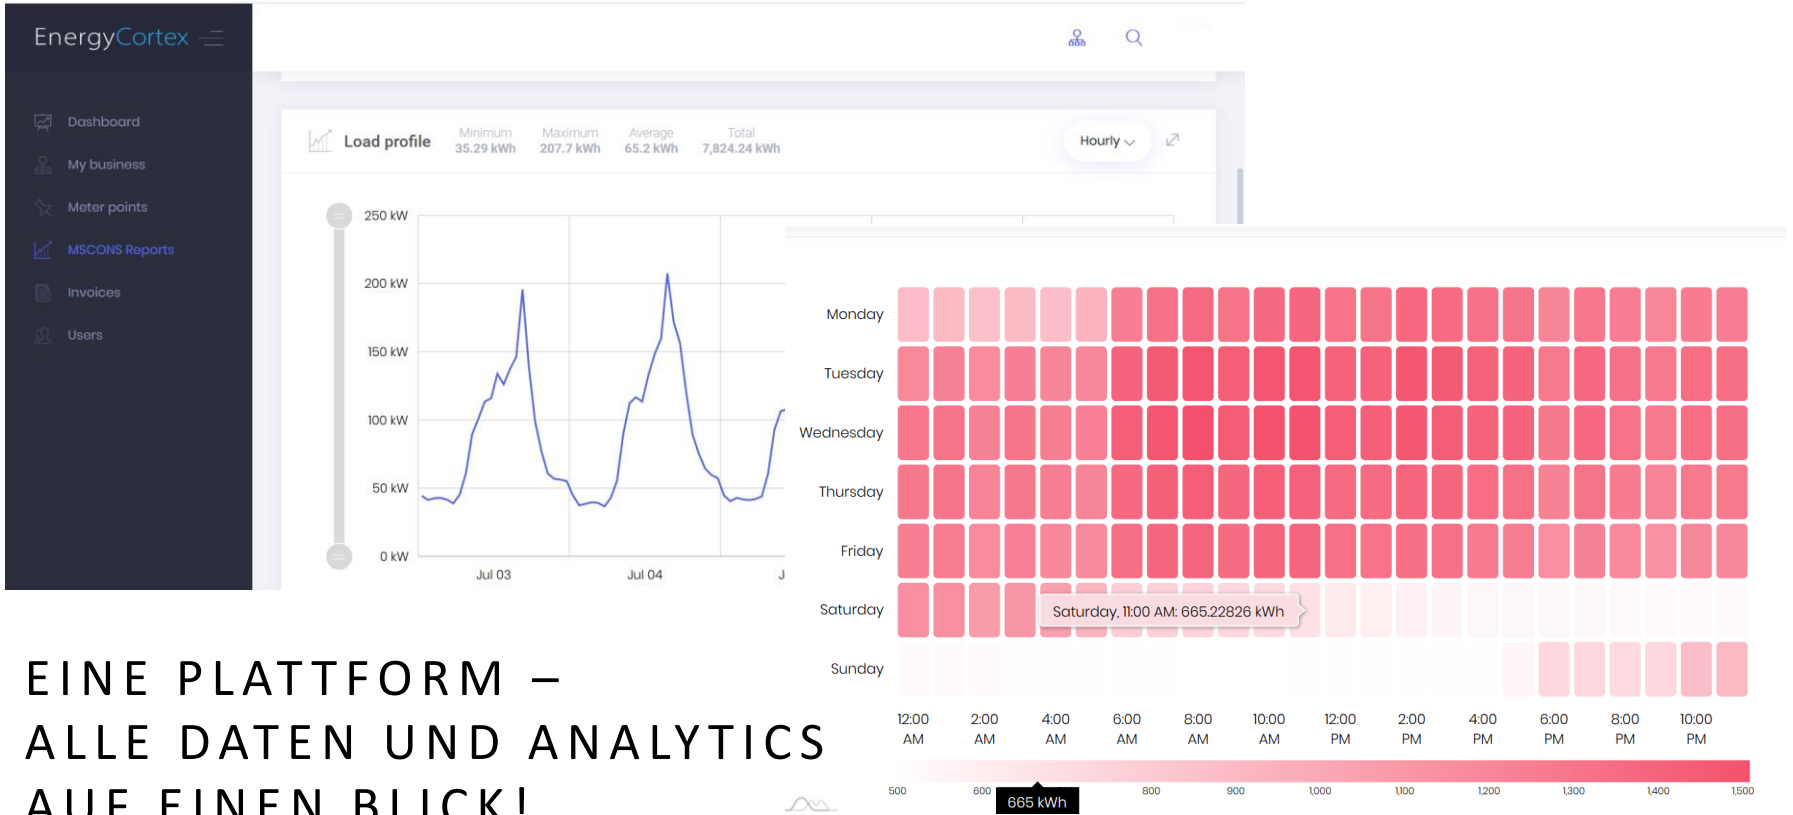 EnergyCortex
Dashboard
My business
Meter points
MSCONS Reports
Invoices
Users
Load profile
Minimum
35.29 kWh
Maximum
207.7 kWh
Average
65.2 kWh
Total
7,824.24 kWh
Hourly
250 kW
200 kW
150 kW
100 kW
50 kW
0 kW
Jul 03
Jul 04
J
Monday
Tuesday
Wednesday
Thursday
Friday
Saturday
Saturday, 11:00 AM: 665.22826 kWh
Sunday
12:00 2:00 4:00 6:00 8:00 10:00 12:00 2:00 4:00 6:00 8:00 10:00
AM AM AM AM AM AM PM PM PM PM PM PM
500 600 800 900 1,000 1,100 1,200 1,300 1,400 1,500
665 kWh
EINE PLATTFORM –
ALLE DATEN UND ANALYTICS
AUF EINEN BLICK!